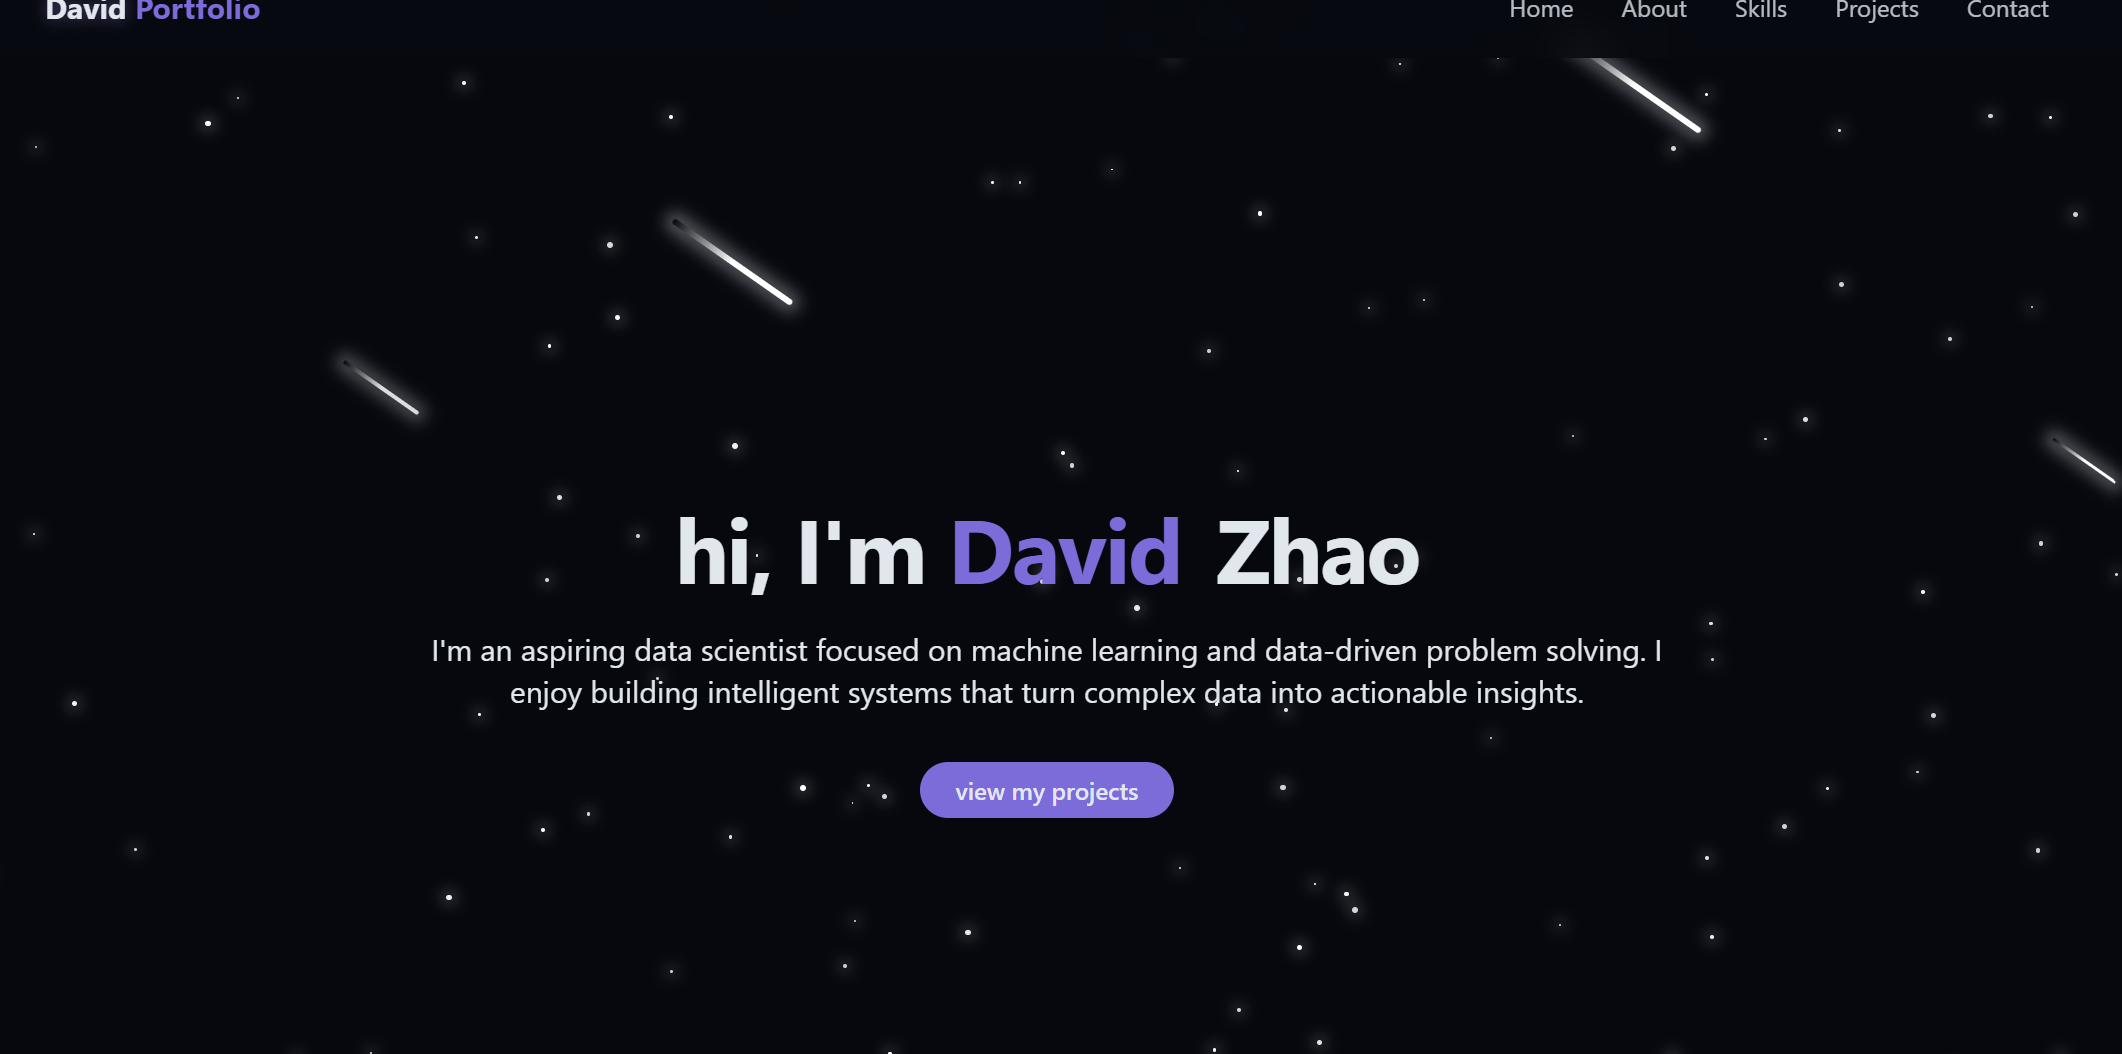 David Portfolio
Home About Skills Projects Contact
hi, I'm David Zhao
I'm an aspiring data scientist focused on machine learning and data-driven problem solving. I
enjoy building intelligent systems that turn complex data into actionable insights.
view my projects